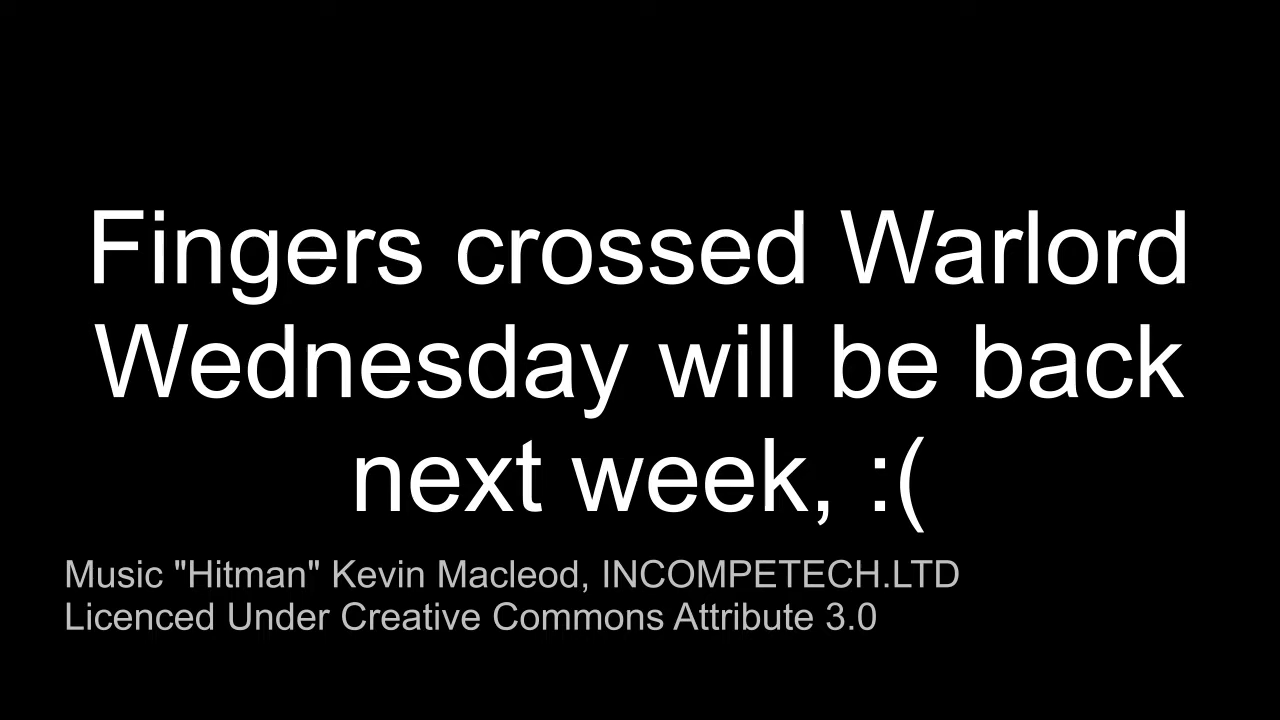 Fingers crossed Warlord
Wednesday will be back
next week, :(
Music "Hitman" Kevin Macleod, INCOMPETECH.LTD
Licenced Under Creative Commons Attribute 3.0